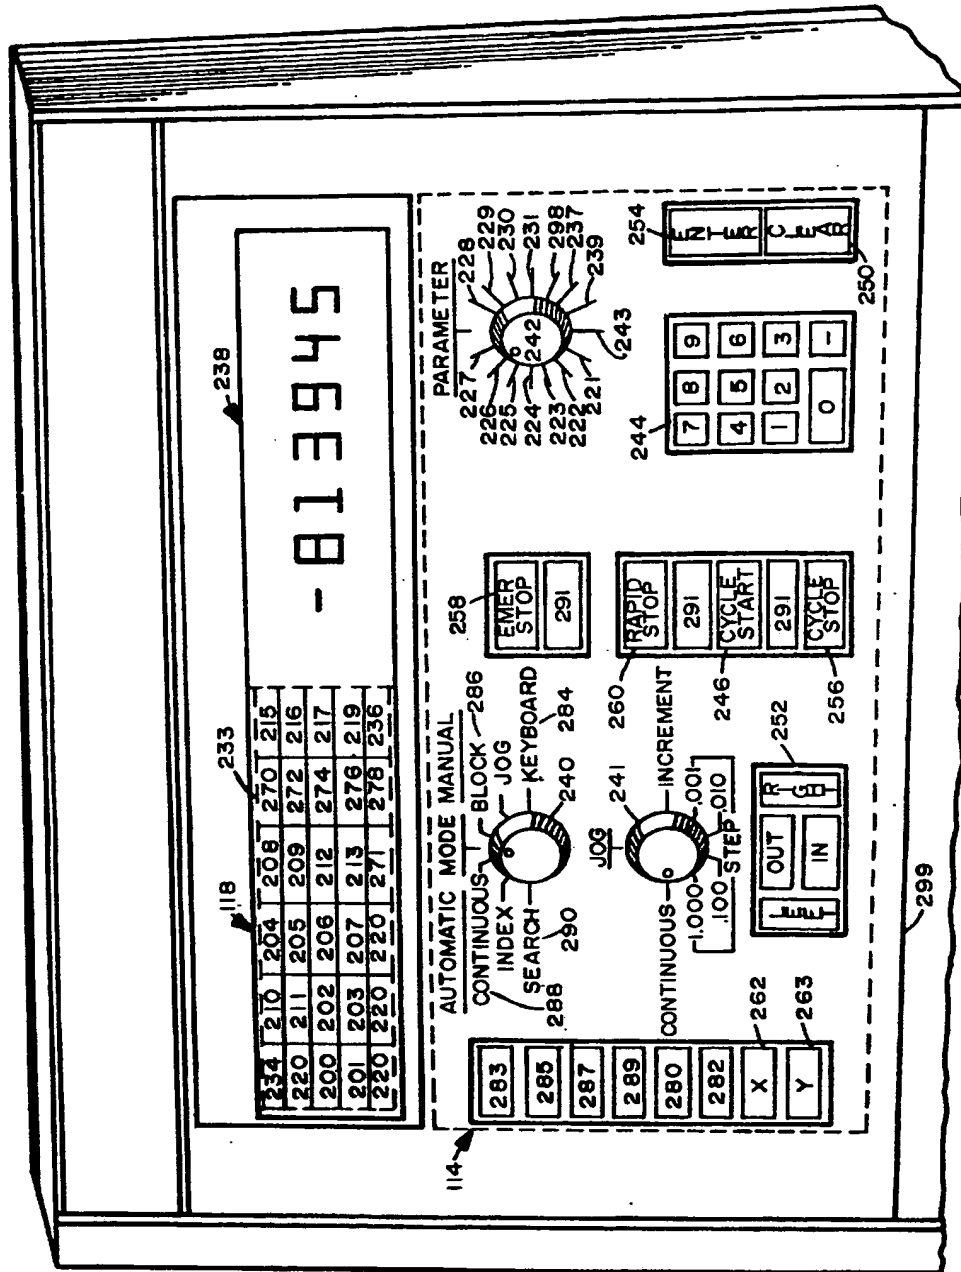 118
233
238
234 210 204 208 270 215
220 211 205 209 272 216
200 202 206 212 274 217
201 203 207 213 276 219
220 220 220 271 278 236
-813945
114
283
285
287
289
280
282
X
Y
262
263
AUTOMATIC MODE MANUAL
CONTINUOUS
BLOCK
286
INDEX
JOG
SEARCH
KEYBOARD
288
290
240
284
JOG
241
CONTINUOUS
INCREMENT
1.000
.001
.100
.010
STEP
LEFT
OUT
IN
RIGHT
252
258
EMER STOP
291
260
RAPID STOP
291
246
CYCLE START
291
256
CYCLE STOP
PARAMETER
227
228
226
229
225
230
224
242
231
223
298
222
237
221
239
243
244
7 8 9
4 5 6
1 2 3
0 -
254
ENTER
CLEAR
250
299